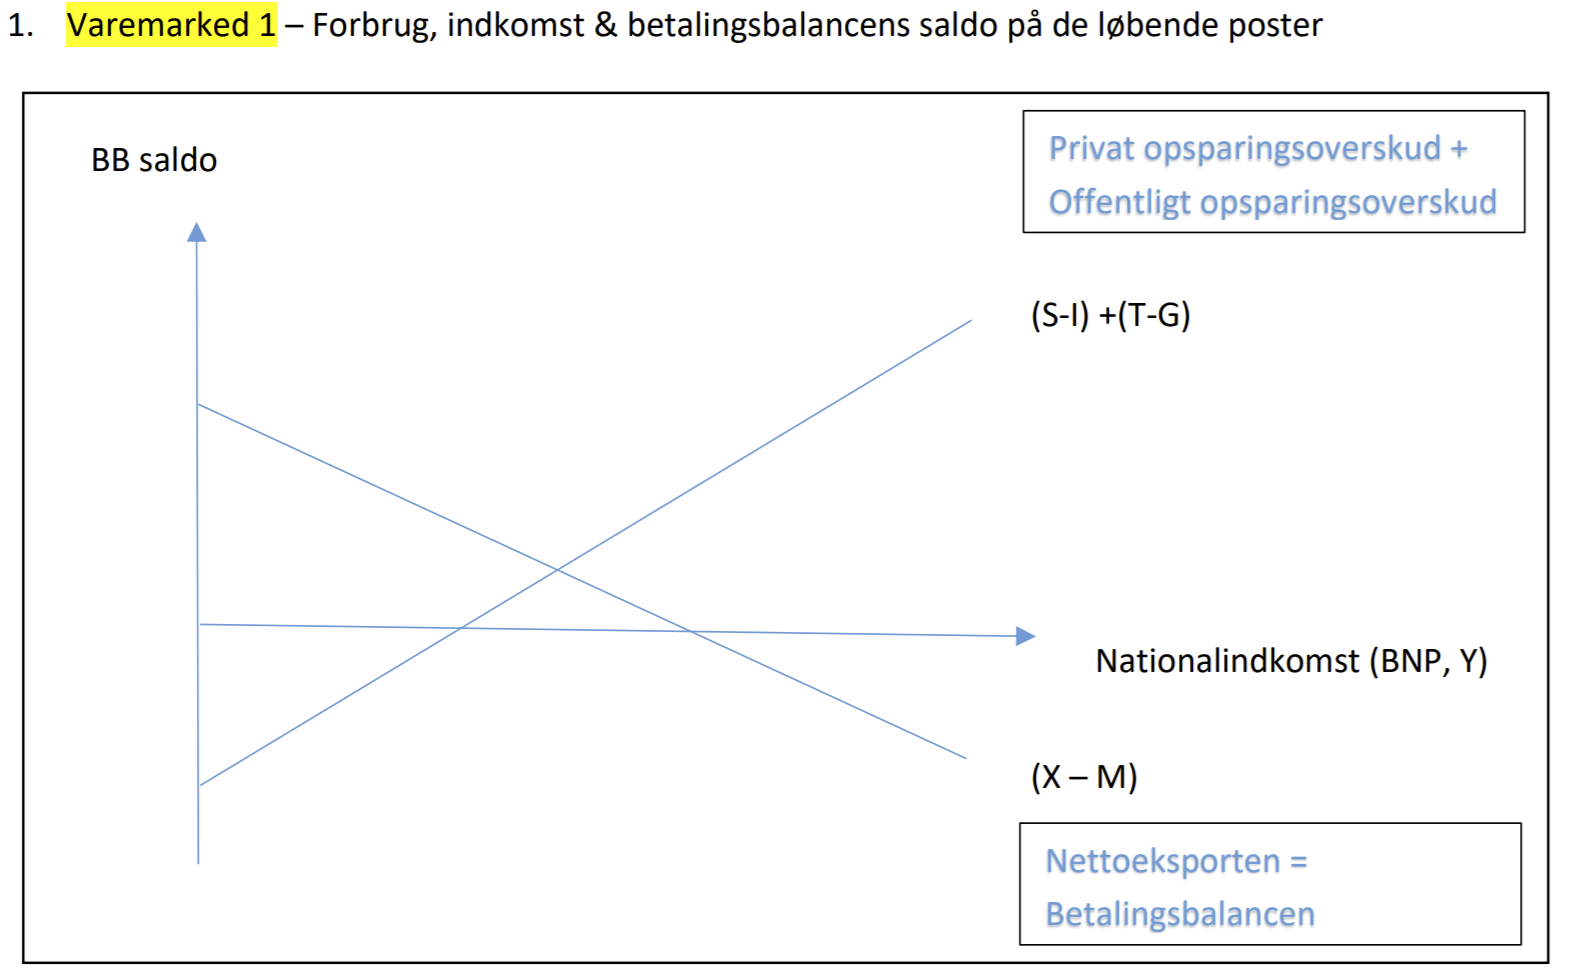 1. Varemarked 1 – Forbrug, indkomst & betalingsbalancens saldo på de løbende poster
BB saldo
Privat opsparingsoverskud +
Offentligt opsparingsoverskud
(S-I) +(T-G)
Nationalindkomst (BNP, Y)
(X – M)
Nettoeksporten =
Betalingsbalancen